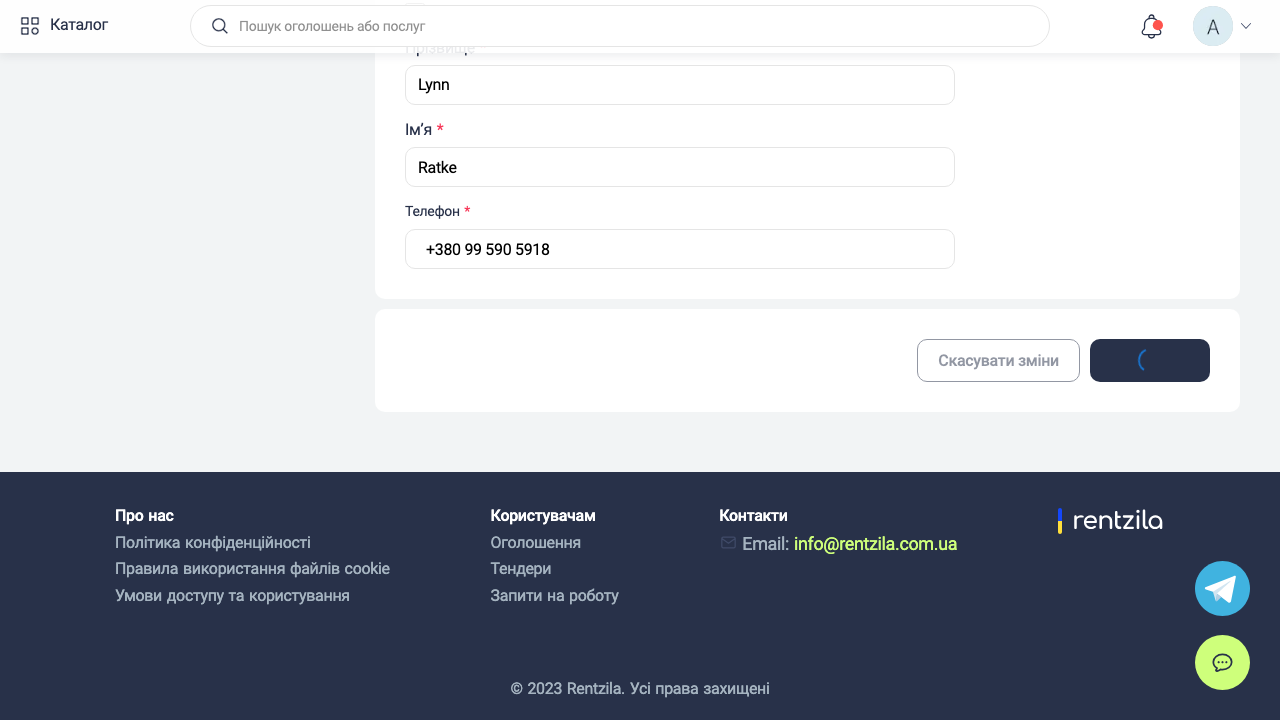 Каталог
Пошук оголошень або послуг
A
Прізвище
Lynn
Ім’я *
Ratke
Телефон *
+380 99 590 5918
Скасувати зміни
Про нас
Політика конфіденційності
Правила використання файлів cookie
Умови доступу та користування
Користувачам
Оголошення
Тендери
Запити на роботу
Контакти
Email: info@rentzila.com.ua
rentzila
© 2023 Rentzila. Усі права захищені